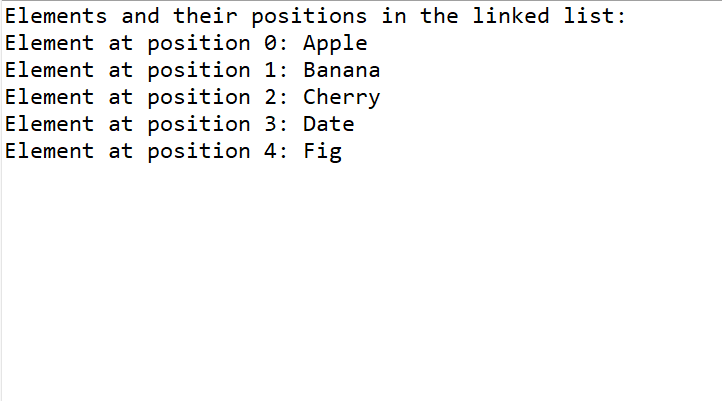 Elements and their positions in the linked list:
Element at position 0: Apple
Element at position 1: Banana
Element at position 2: Cherry
Element at position 3: Date
Element at position 4: Fig